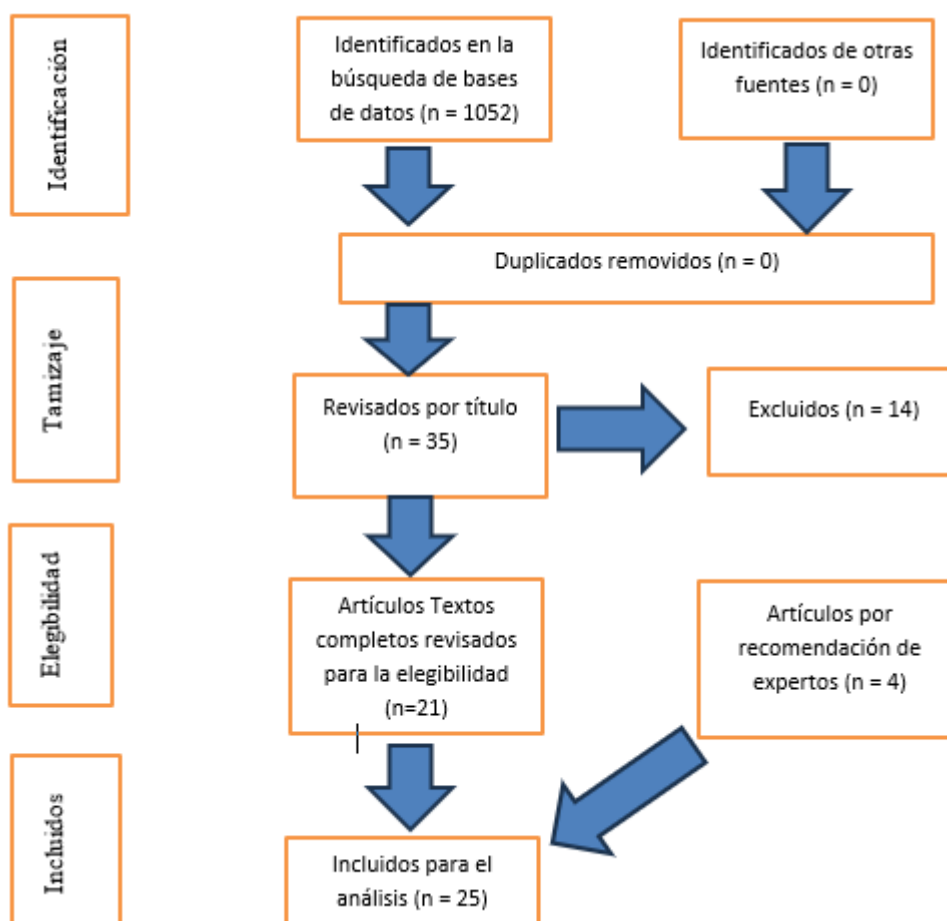 Identificación
Identificados en la
búsqueda de bases
de datos (n = 1052)
Identificados de otras
fuentes (n = 0)
Duplicados removidos (n = 0)
Tamizaje
Revisados por título
(n = 35)
Excluidos (n = 14)
Elegibilidad
Artículos Textos
completos revisados
para la elegibilidad
(n=21)
Artículos por
recomendación de
expertos (n = 4)
Incluidos
Incluidos para el
análisis (n = 25)